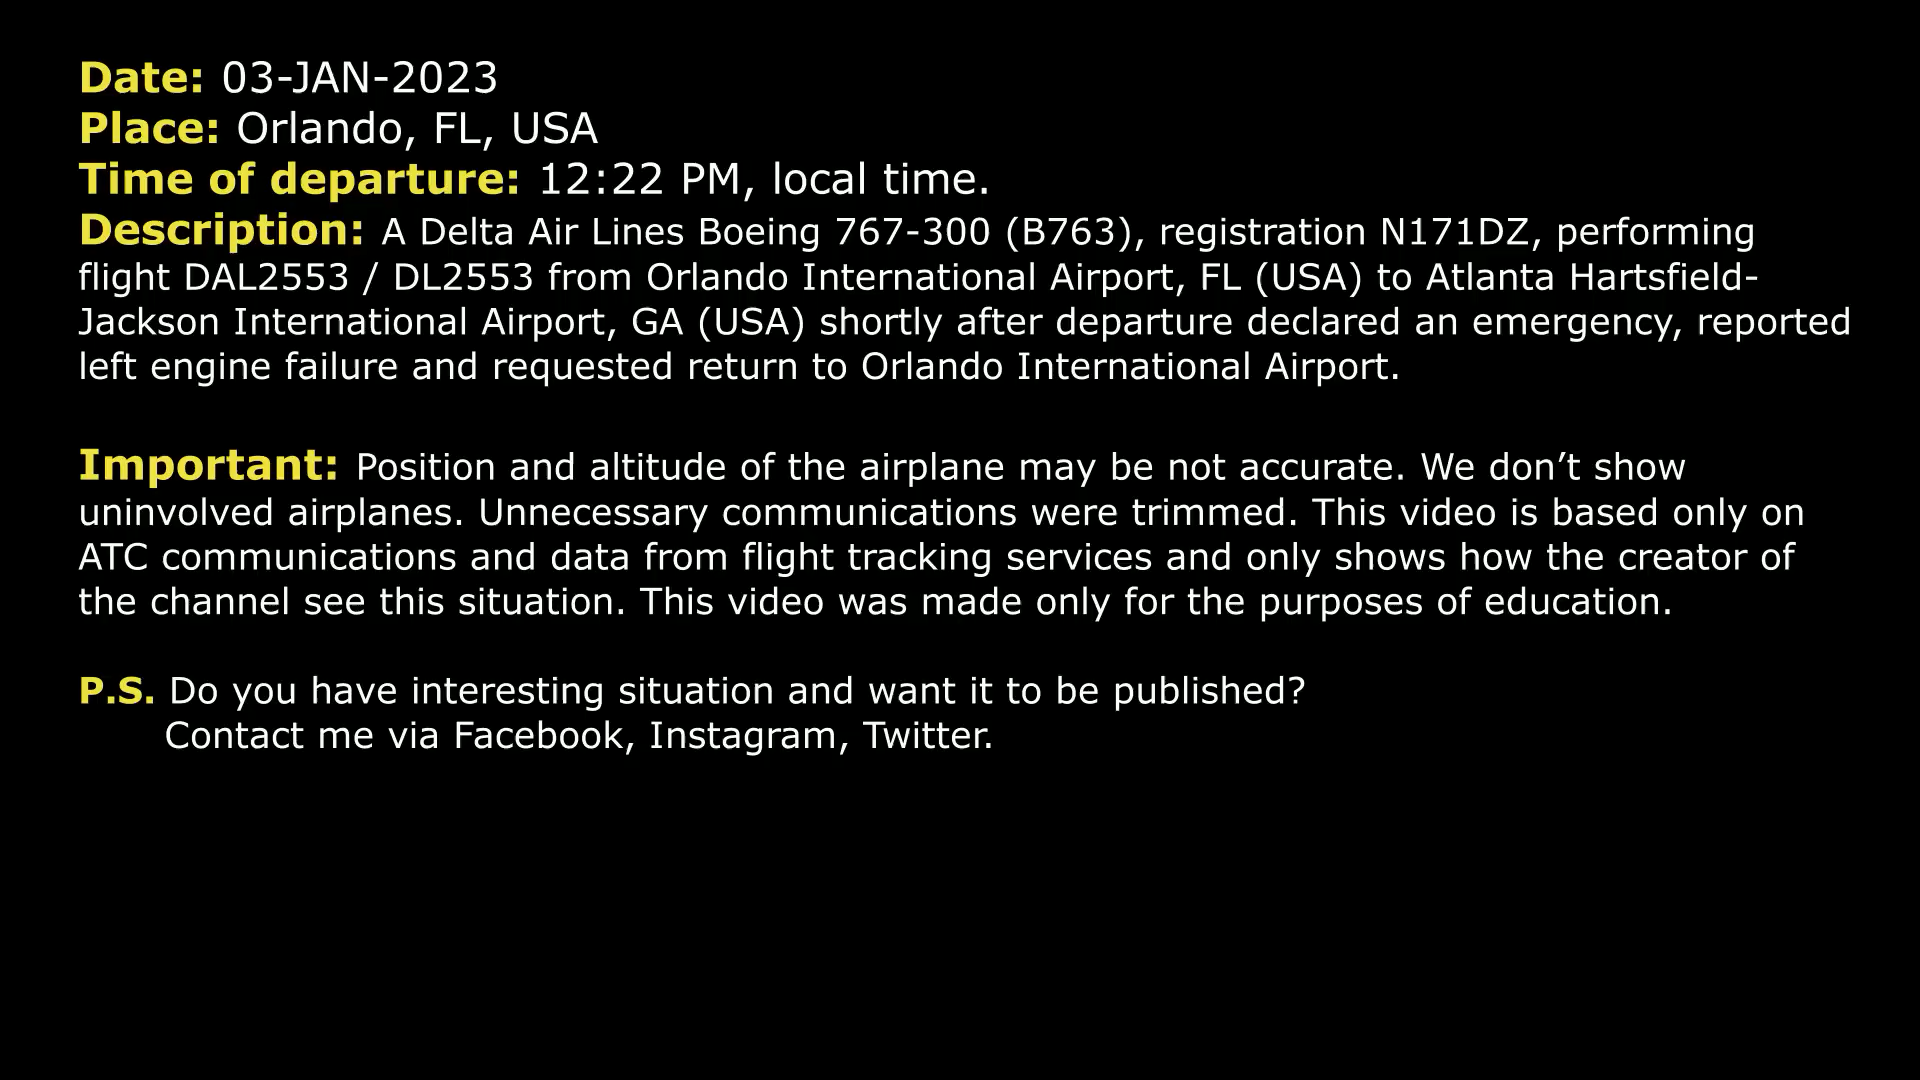 Date: 03-JAN-2023
Place: Orlando, FL, USA
Time of departure: 12:22 PM, local time.
Description: A Delta Air Lines Boeing 767-300 (B763), registration N171DZ, performing
flight DAL2553 / DL2553 from Orlando International Airport, FL (USA) to Atlanta Hartsfield-
Jackson International Airport, GA (USA) shortly after departure declared an emergency, reported
left engine failure and requested return to Orlando International Airport.
Important: Position and altitude of the airplane may be not accurate. We don’t show
uninvolved airplanes. Unnecessary communications were trimmed. This video is based only on
ATC communications and data from flight tracking services and only shows how the creator of
the channel see this situation. This video was made only for the purposes of education.
P.S. Do you have interesting situation and want it to be published?
Contact me via Facebook, Instagram, Twitter.